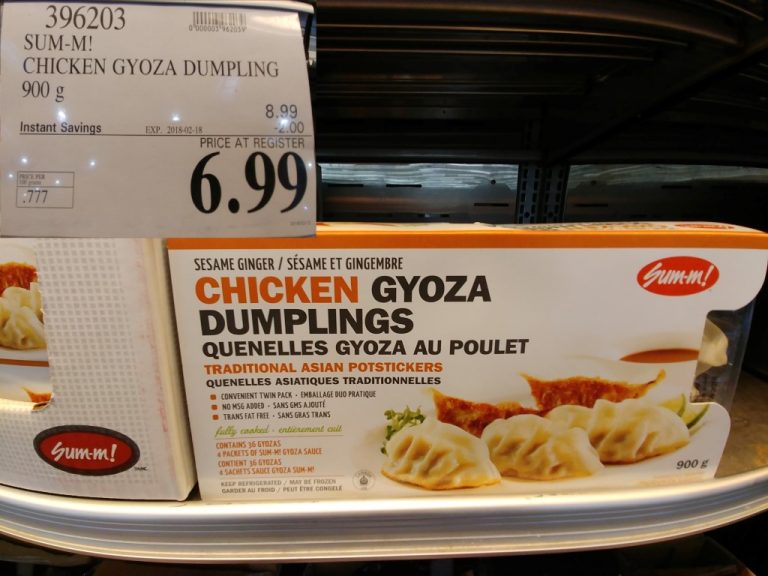 396203
SUM-M!
CHICKEN GYOZA DUMPLING
900 g
8.99
Instant Savings EXP. 2018-02-18 -2.00
PRICE AT REGISTER
6.99
PRICE PER
.777
SESAME GINGER / SÉSAME ET GINGEMBRE
CHICKEN GYOZA
DUMPLINGS
QUENELLES GYOZA AU POULET
TRADITIONAL ASIAN POTSTICKERS
QUENELLES ASIATIQUES TRADITIONNELLES
▪ CONVENIENT TWIN PACK · EMBALLAGE DUO PRATIQUE
▪ NO MSG ADDED · SANS GMS AJOUTÉ
▪ TRANS FAT FREE · SANS GRAS TRANS
fully cooked · entièrement cuit
CONTAINS 36 GYOZAS
4 PACKETS OF SUM-M! GYOZA SAUCE
CONTIENT 36 GYOZAS
4 SACHETS SAUCE GYOZA SUM-M!
KEEP REFRIGERATED / MAY BE FROZEN
GARDER AU FROID / PEUT ÊTRE CONGELÉ
Sum-m!
900 g
Sum-m!